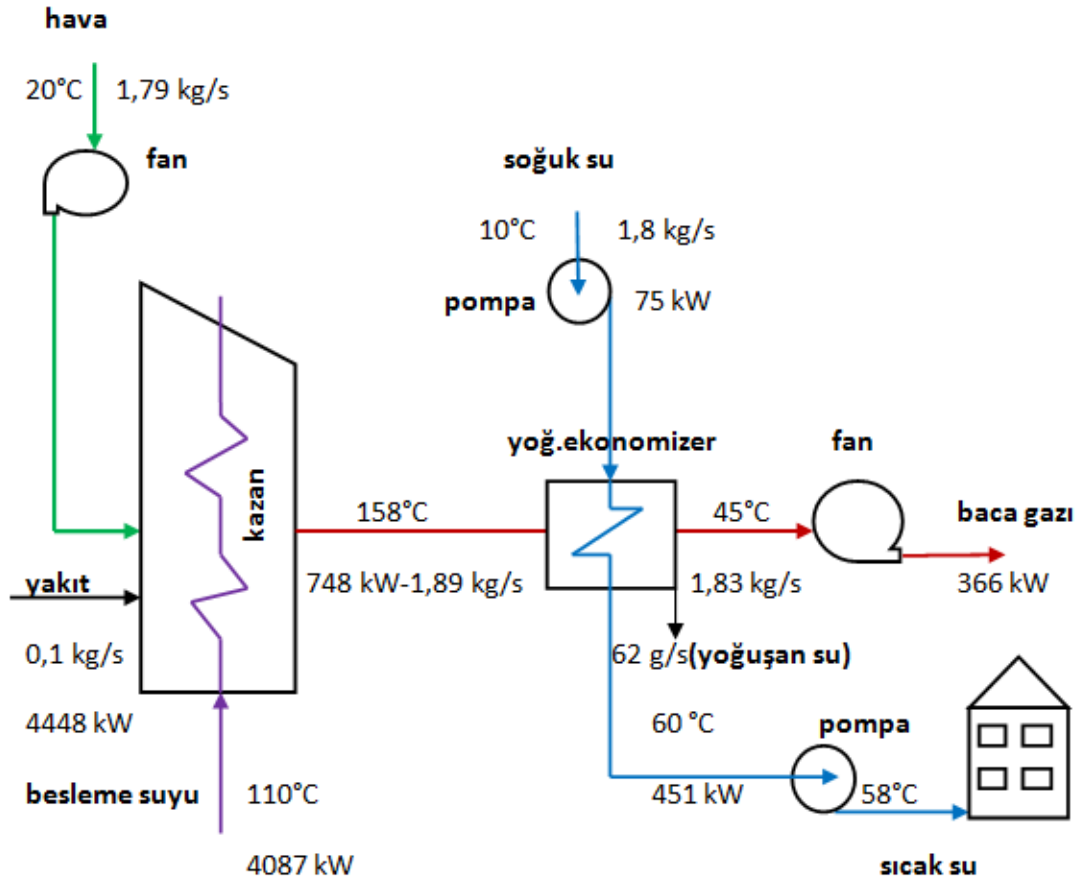 hava
20°C 1,79 kg/s
fan
soğuk su
10°C 1,8 kg/s
pompa 75 kW
kazan
yoğ.ekonomizer fan
158°C 45°C baca gazı
yakıt 748 kW-1,89 kg/s 1,83 kg/s 366 kW
0,1 kg/s 62 g/s(yoğuşan su)
4448 kW 60 °C pompa
besleme suyu 110°C 451 kW 58°C
4087 kW sıcak su